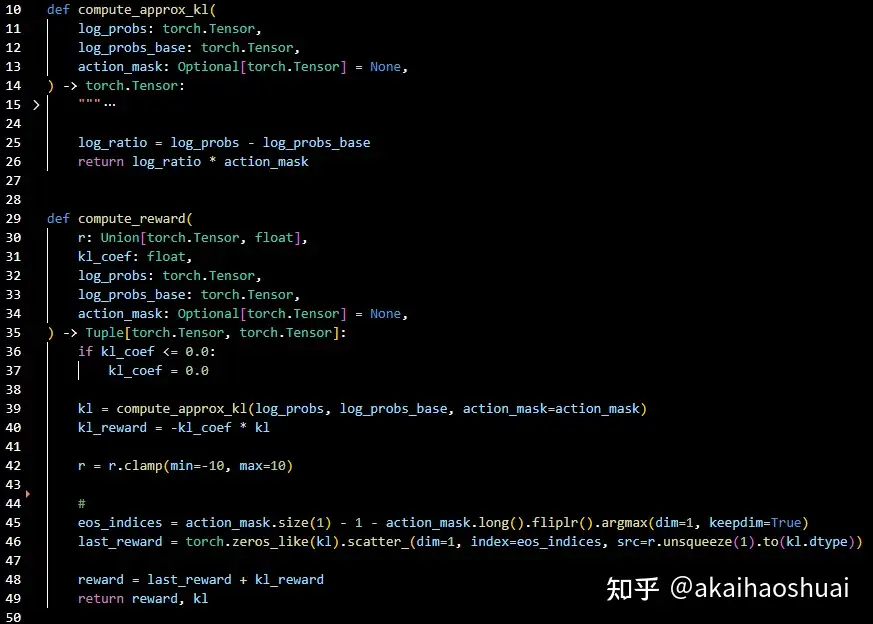 10 def compute_approx_kl(
11     log_probs: torch.Tensor,
12     log_probs_base: torch.Tensor,
13     action_mask: Optional[torch.Tensor] = None,
14 ) -> torch.Tensor:
15 >     """…
24
25     log_ratio = log_probs - log_probs_base
26     return log_ratio * action_mask
27
28
29 def compute_reward(
30     r: Union[torch.Tensor, float],
31     kl_coef: float,
32     log_probs: torch.Tensor,
33     log_probs_base: torch.Tensor,
34     action_mask: Optional[torch.Tensor] = None,
35 ) -> Tuple[torch.Tensor, torch.Tensor]:
36     if kl_coef <= 0.0:
37         kl_coef = 0.0
38
39     kl = compute_approx_kl(log_probs, log_probs_base, action_mask=action_mask)
40     kl_reward = -kl_coef * kl
41
42     r = r.clamp(min=-10, max=10)
43
44     #
45     eos_indices = action_mask.size(1) - 1 - action_mask.long().fliplr().argmax(dim=1, keepdim=True)
46     last_reward = torch.zeros_like(kl).scatter_(dim=1, index=eos_indices, src=r.unsqueeze(1).to(kl.dtype))
47
48     reward = last_reward + kl_reward
49     return reward, kl
50
知乎 @akaihaoshuai